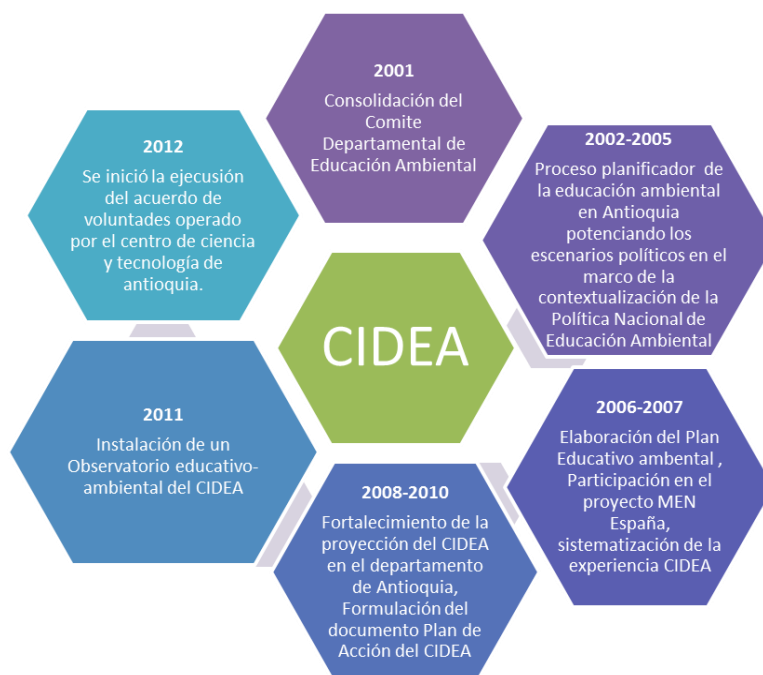 2001
Consolidación del
Comite
Departamental de
Educación Ambiental
2002-2005
Proceso planificador de
la educación ambiental
en Antioquia
potenciando los
escenarios políticos en el
marco de la
contextualización de la
Política Nacional de
Educación Ambiental
2006-2007
Elaboración del Plan
Educativo ambental ,
Participación en el
proyecto MEN
España,
sistematización de la
experiencia CIDEA
2008-2010
Fortalecimiento de la
proyección del CIDEA
en el departamento
de Antioquia,
Formulación del
documento Plan de
Acción del CIDEA
2011
Instalación de un
Observatorio educativo-
ambiental del CIDEA
2012
Se inició la ejecución
del acuerdo de
voluntades operado
por el centro de ciencia
y tecnología de
antioquia.
CIDEA